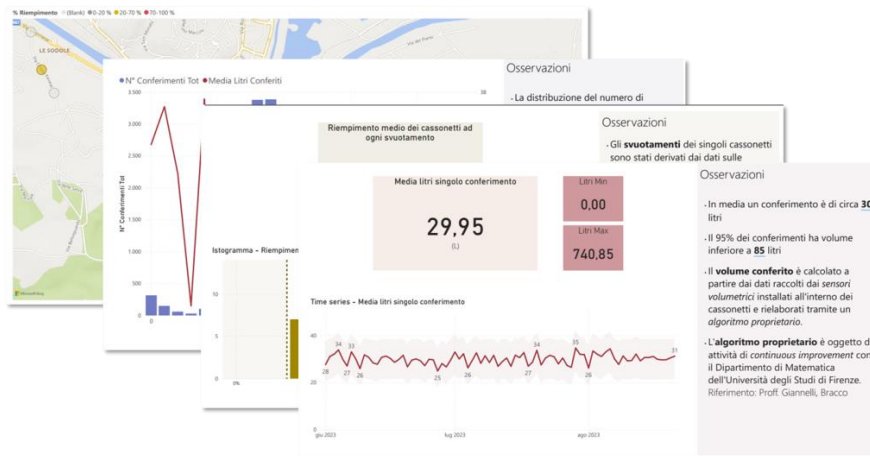 % Riempimento (Blank) 0-20 % 20-70 % 70-100 %
LE SODOLE
N° Conferimenti Tot Media Litri Conferiti
3.500
3.000
2.500
2.000
1.500
1.000
500
0
N° Conferimenti Tot
0
38
Osservazioni
La distribuzione del numero di
Riempimento medio dei cassonetti ad
ogni svuotamento
Istogramma - Riempimen
10
5
0
0%
Osservazioni
Gli svuotamenti dei singoli cassonetti
sono stati derivati dai dati sulle
Media litri singolo conferimento
29,95
(L)
Litri Min
0,00
Litri Max
740,85
Time series - Media litri singolo conferimento
40
20
0
28 34 27 33 26 25 26 34 27 35 26 31
giu 2023 lug 2023 ago 2023
Osservazioni
In media un conferimento è di circa 30
litri
Il 95% dei conferimenti ha volume
inferiore a 85 litri
Il volume conferito è calcolato a
partire dai dati raccolti dai sensori
volumetrici installati all'interno dei
cassonetti e rielaborati tramite un
algoritmo proprietario.
L'algoritmo proprietario è oggetto d
attività di continuous improvement con
il Dipartimento di Matematica
dell'Università degli Studi di Firenze.
Riferimento: Proff. Giannelli, Bracco